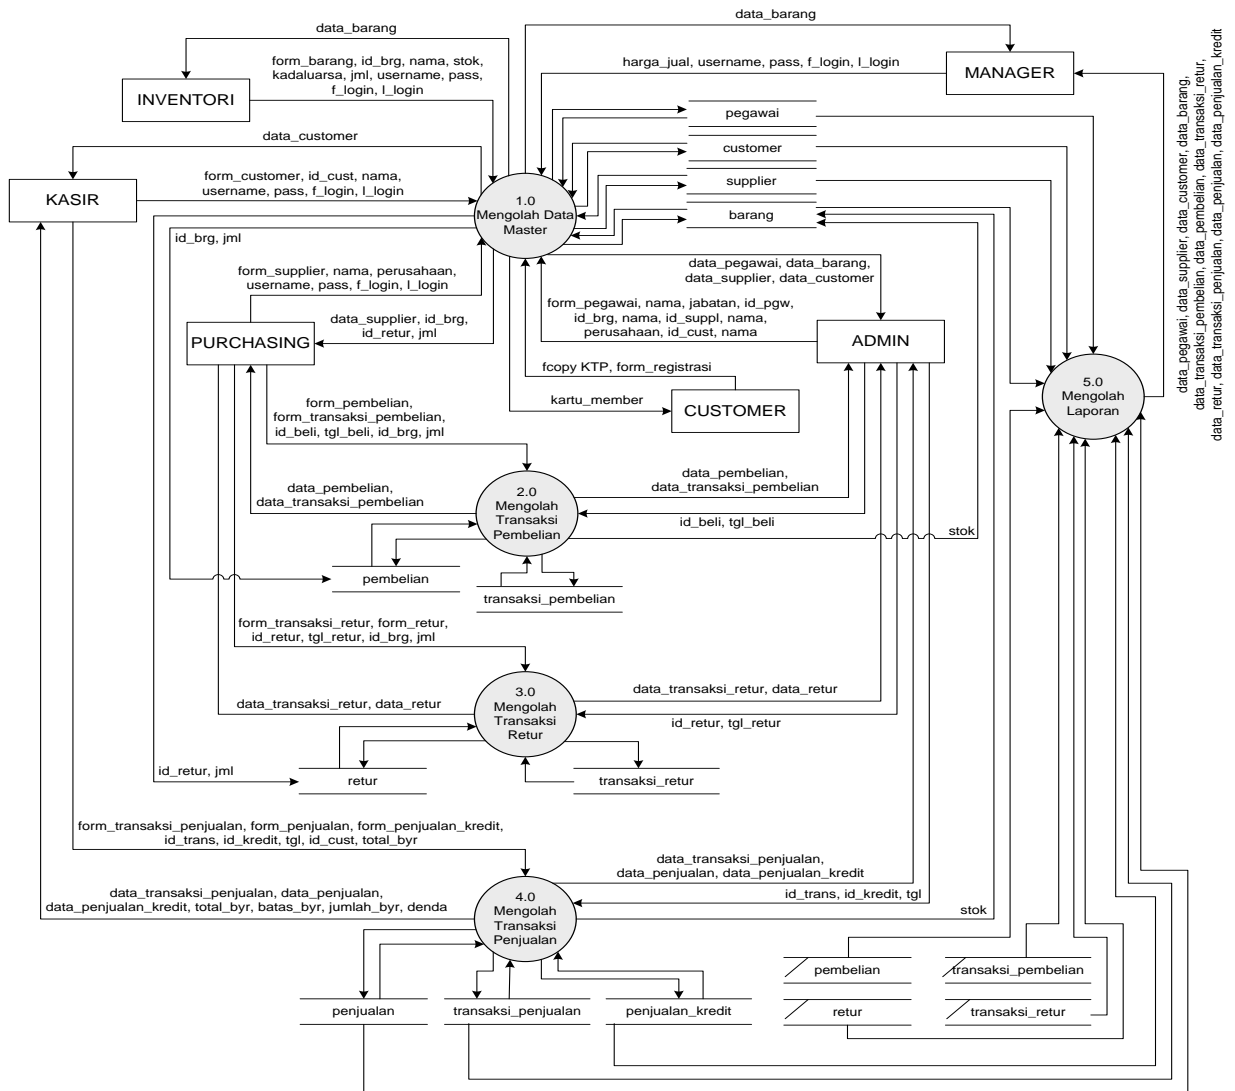 data_barang
data_barang
form_barang, id_brg, nama, stok,
kadaluarsa, jml, username, pass,
f_login, l_login
INVENTORI
harga_jual, username, pass, f_login, l_login
MANAGER
data_pegawai, data_supplier, data_customer, data_barang,
data_transaksi_pembelian, data_pembelian, data_transaksi_retur,
data_retur, data_transaksi_penjualan, data_penjualan, data_penjualan_kredit
pegawai
customer
supplier
barang
data_customer
form_customer, id_cust, nama,
username, pass, f_login, l_login
KASIR
1.0
Mengolah Data
Master
id_brg, jml
form_supplier, nama, perusahaan,
username, pass, f_login, l_login
data_pegawai, data_barang,
data_supplier, data_customer
form_pegawai, nama, jabatan, id_pgw,
id_brg, nama, id_suppl, nama,
perusahaan, id_cust, nama
data_supplier, id_brg,
id_retur, jml
PURCHASING
ADMIN
fcopy KTP, form_registrasi
kartu_member
CUSTOMER
5.0
Mengolah
Laporan
form_pembelian,
form_transaksi_pembelian,
id_beli, tgl_beli, id_brg, jml
data_pembelian,
data_transaksi_pembelian
2.0
Mengolah
Transaksi
Pembelian
data_pembelian,
data_transaksi_pembelian
id_beli, tgl_beli
stok
pembelian
transaksi_pembelian
form_transaksi_retur, form_retur,
id_retur, tgl_retur, id_brg, jml
3.0
Mengolah
Transaksi
Retur
data_transaksi_retur, data_retur
data_transaksi_retur, data_retur
id_retur, tgl_retur
id_retur, jml
retur
transaksi_retur
form_transaksi_penjualan, form_penjualan, form_penjualan_kredit,
id_trans, id_kredit, tgl, id_cust, total_byr
data_transaksi_penjualan,
data_penjualan, data_penjualan_kredit
data_transaksi_penjualan, data_penjualan,
data_penjualan_kredit, total_byr, batas_byr, jumlah_byr, denda
4.0
Mengolah
Transaksi
Penjualan
id_trans, id_kredit, tgl
stok
pembelian
transaksi_pembelian
penjualan
transaksi_penjualan
penjualan_kredit
retur
transaksi_retur